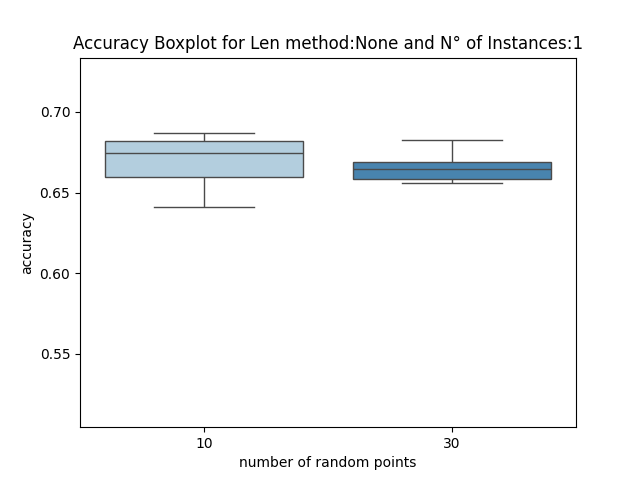 Accuracy Boxplot for Len method:None and N° of Instances:1
0.70
0.65
0.60
0.55
accuracy
10 30
number of random points